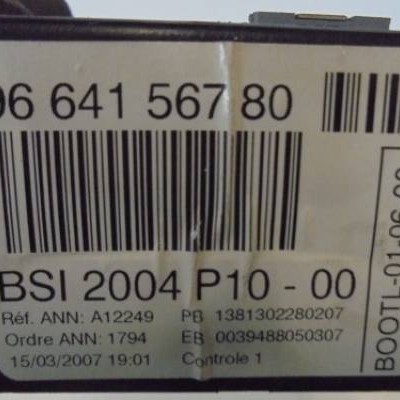 96 641 567 80
BSI 2004 P10 - 00
Réf. ANN: A12249 PB 1381302280207
Ordre ANN: 1794 EB 0039488050307
15/03/2007 19:01 Controle 1
BOOTL-01-06-00